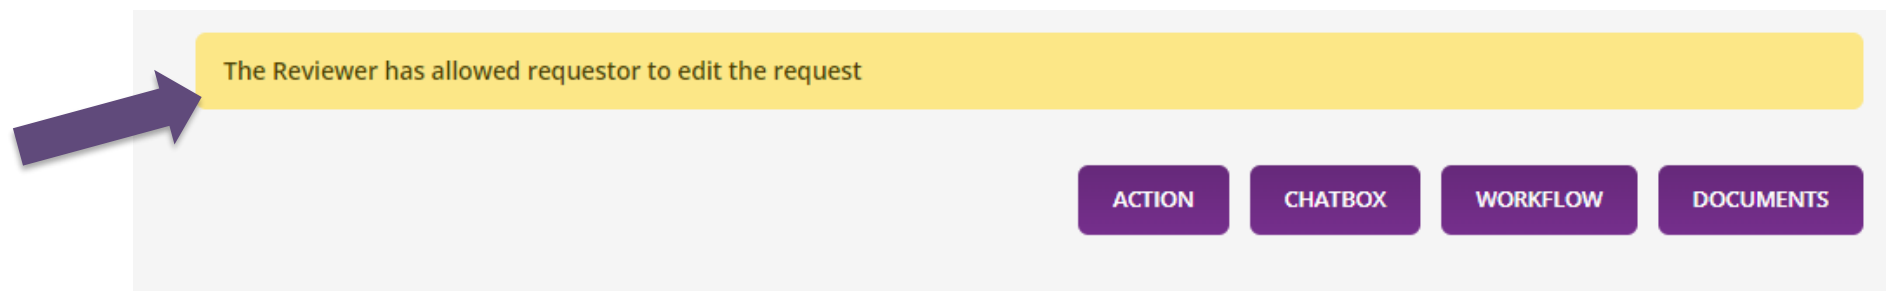 The Reviewer has allowed requestor to edit the request
ACTION CHATBOX WORKFLOW DOCUMENTS